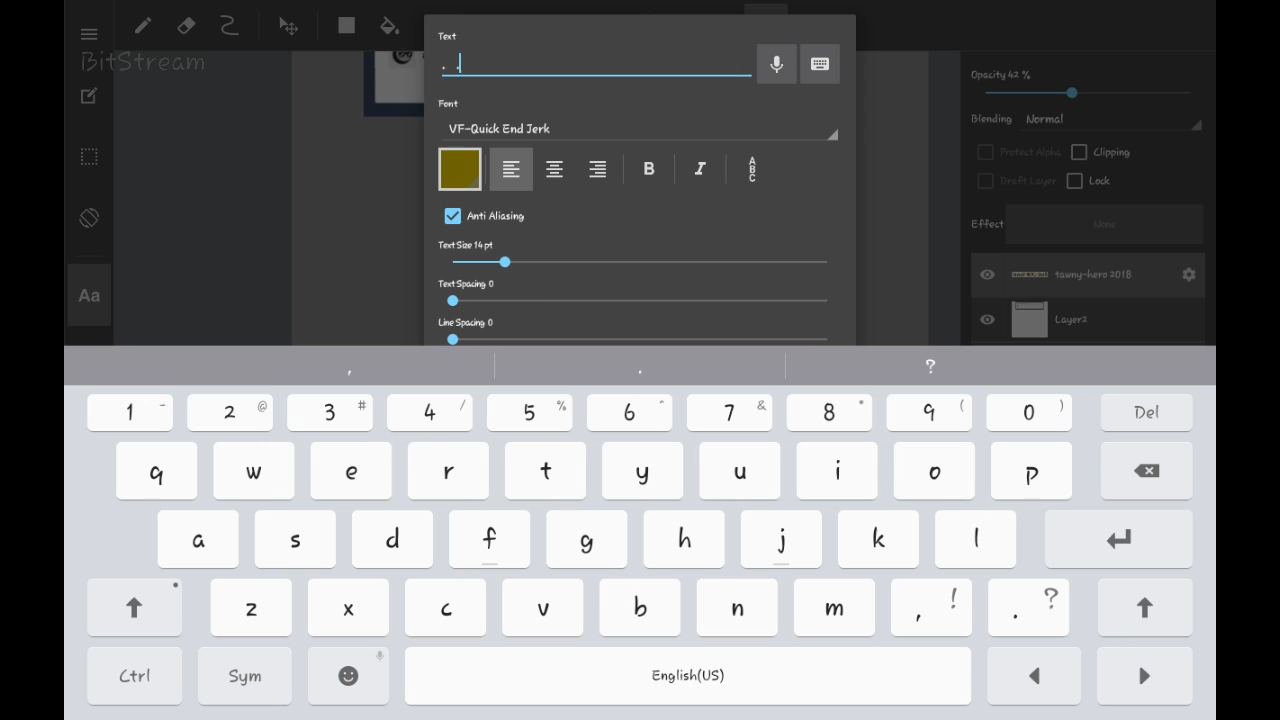 BitStream
Text
. .
Font
VF-Quick End Jerk
B I ABC
Anti Aliasing
Text Size 14 pt
Text Spacing 0
Line Spacing 0
Aa
Opacity 42 %
Blending Normal
Protect Alpha Clipping
Draft Layer Lock
Effect None
tawny-hero 2018
Layer2
, . ?
1 - 2 @ 3 # 4 / 5 % 6 ^ 7 & 8 * 9 ( 0 ) Del
q w e r t y u i o p
a s d f g h j k l
z x c v b n m , ! . ?
Ctrl Sym English(US)